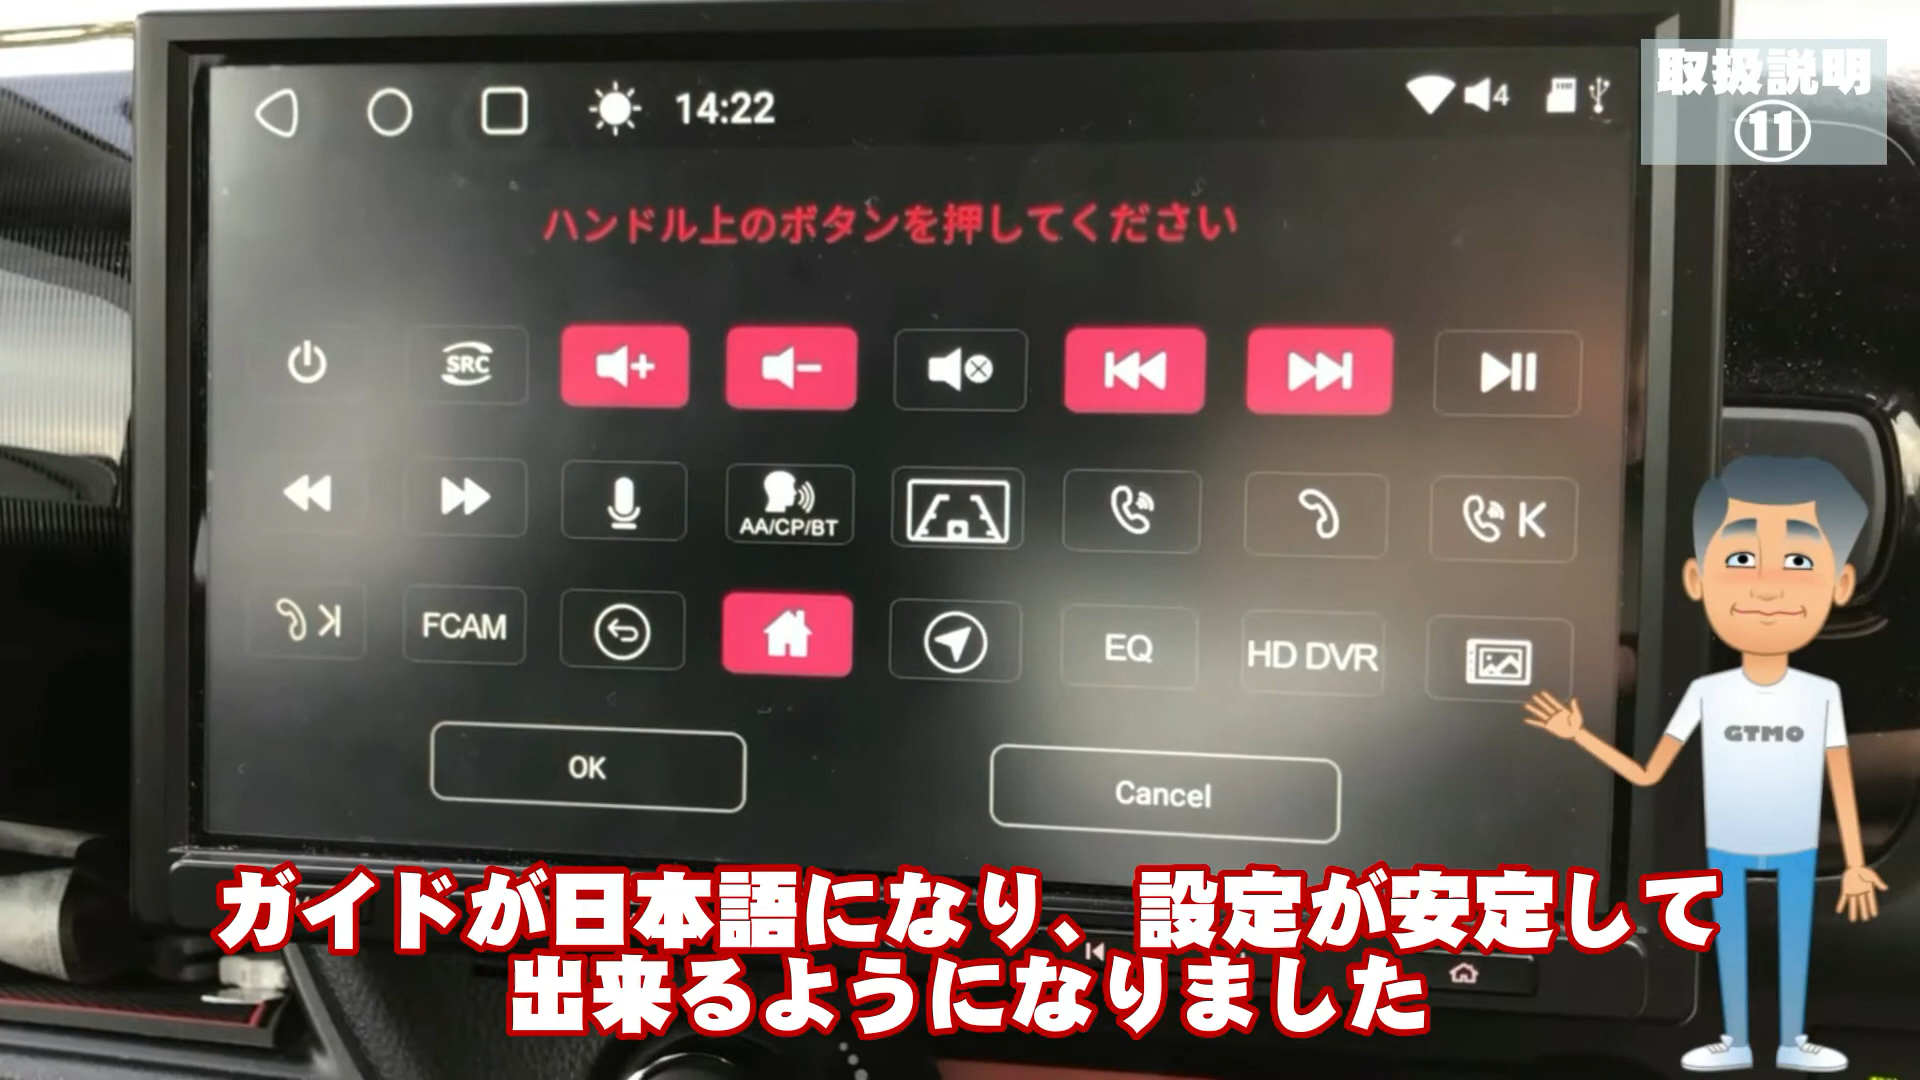 14:22
4
取扱説明
⑪
ハンドル上のボタンを押してください
SRC
AA/CP/BT
K
K
FCAM
EQ
HD DVR
OK
Cancel
GTMO
ガイドが日本語になり、設定が安定して
出来るようになりました